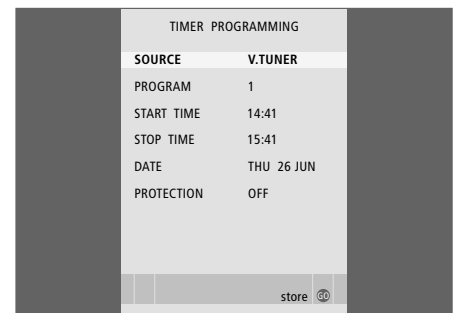 TIMER PROGRAMMING
SOURCE V.TUNER
PROGRAM 1
START TIME 14:41
STOP TIME 15:41
DATE THU 26 JUN
PROTECTION OFF
store GO